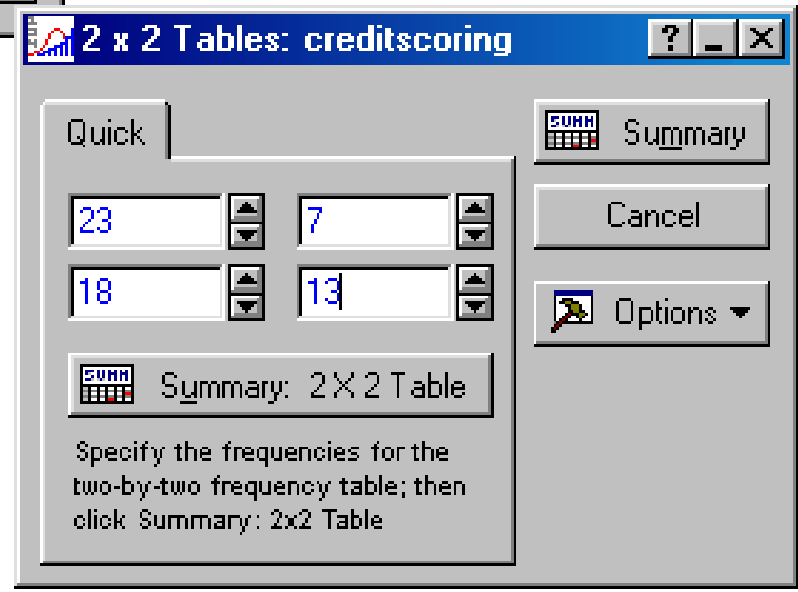 2 x 2 Tables: creditscoring
Quick
SUMM Summary
23 7
Cancel
18 13
Options
SUMM Summary: 2 X 2 Table
Specify the frequencies for the
two-by-two frequency table; then
click Summary: 2x2 Table